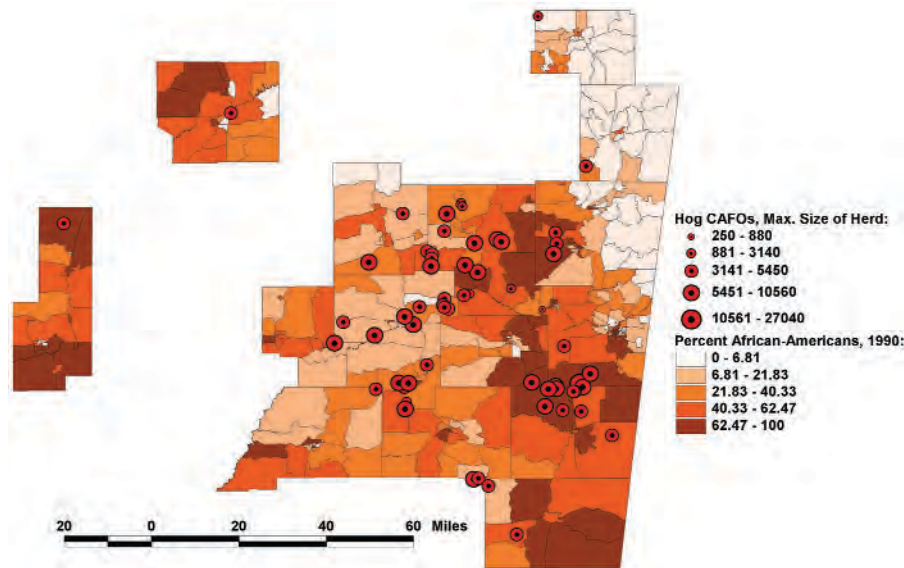 Hog CAFOs, Max. Size of Herd:
250 - 880
881 - 3140
3141 - 5450
5451 - 10560
10561 - 27040
Percent African-Americans, 1990:
0 - 6.81
6.81 - 21.83
21.83 - 40.33
40.33 - 62.47
62.47 - 100
20 0 20 40 60 Miles